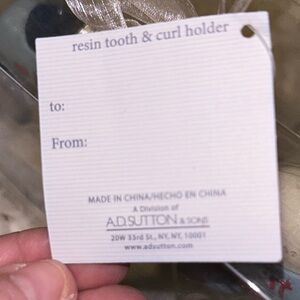 resin tooth & curl holder
to:
From:
MADE IN CHINA/HECHO EN CHINA
A Division of
A.D.SUTTON & SONS
20W 33rd St., NY, NY, 10001
www.adsutton.com